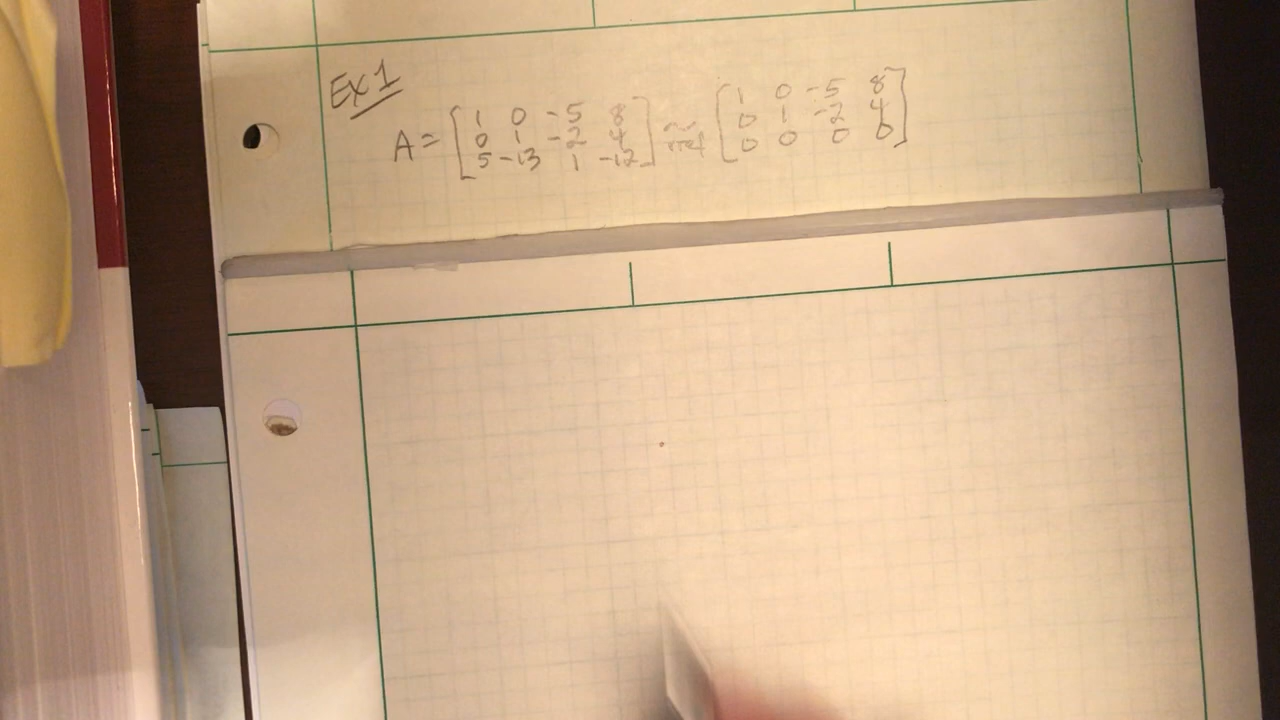 Ex 1
A = [ 1 0 -5 8 ] ~ [ 1 0 -5 8 ]
0 1 -2 4 rref 0 1 -2 4
5 -13 1 -12 0 0 0 0